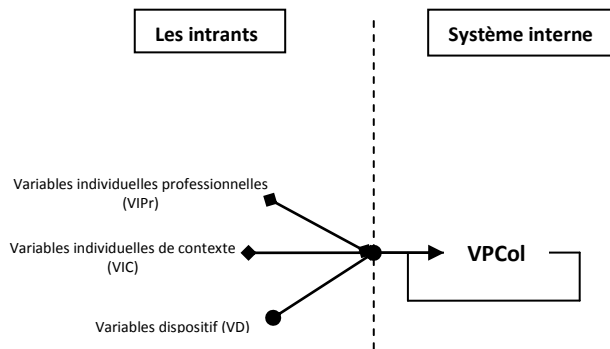 Les intrants
Système interne
Variables individuelles professionnelles
(VIPr)
Variables individuelles de contexte
(VIC)
VPCol
Variables dispositif (VD)